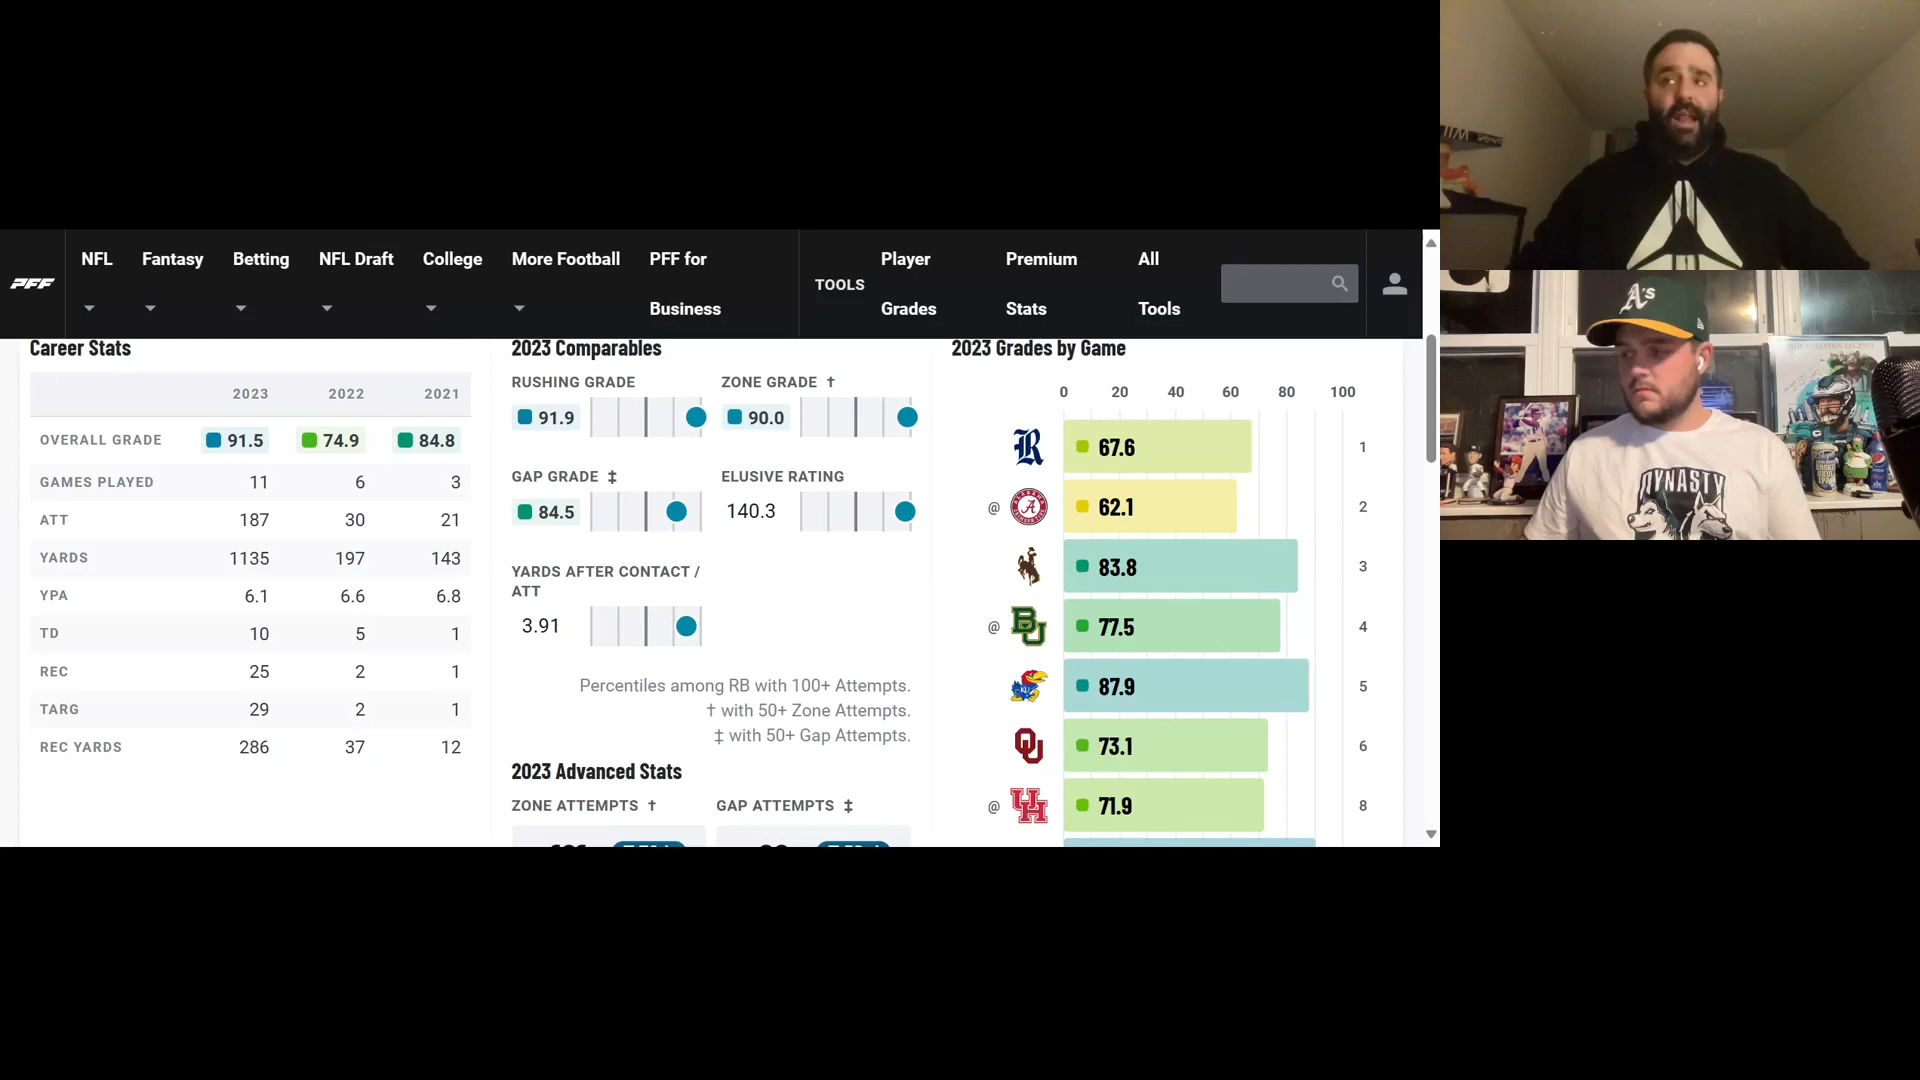 PFF
NFL
Fantasy
Betting
NFL Draft
College
More Football
PFF for
Business
TOOLS
Player
Grades
Premium
Stats
All
Tools
Career Stats
2023 2022 2021
OVERALL GRADE 91.5 74.9 84.8
GAMES PLAYED 11 6 3
ATT 187 30 21
YARDS 1135 197 143
YPA 6.1 6.6 6.8
TD 10 5 1
REC 25 2 1
TARG 29 2 1
REC YARDS 286 37 12
2023 Comparables
RUSHING GRADE
91.9
ZONE GRADE †
90.0
GAP GRADE ‡
84.5
ELUSIVE RATING
140.3
YARDS AFTER CONTACT /
ATT
3.91
Percentiles among RB with 100+ Attempts.
† with 50+ Zone Attempts.
‡ with 50+ Gap Attempts.
2023 Advanced Stats
ZONE ATTEMPTS †
GAP ATTEMPTS ‡
2023 Grades by Game
0 20 40 60 80 100
R 67.6 1
@ A 62.1 2
83.8 3
@ BU 77.5 4
KU 87.9 5
OU 73.1 6
@ UH 71.9 8
A's
DYNASTY